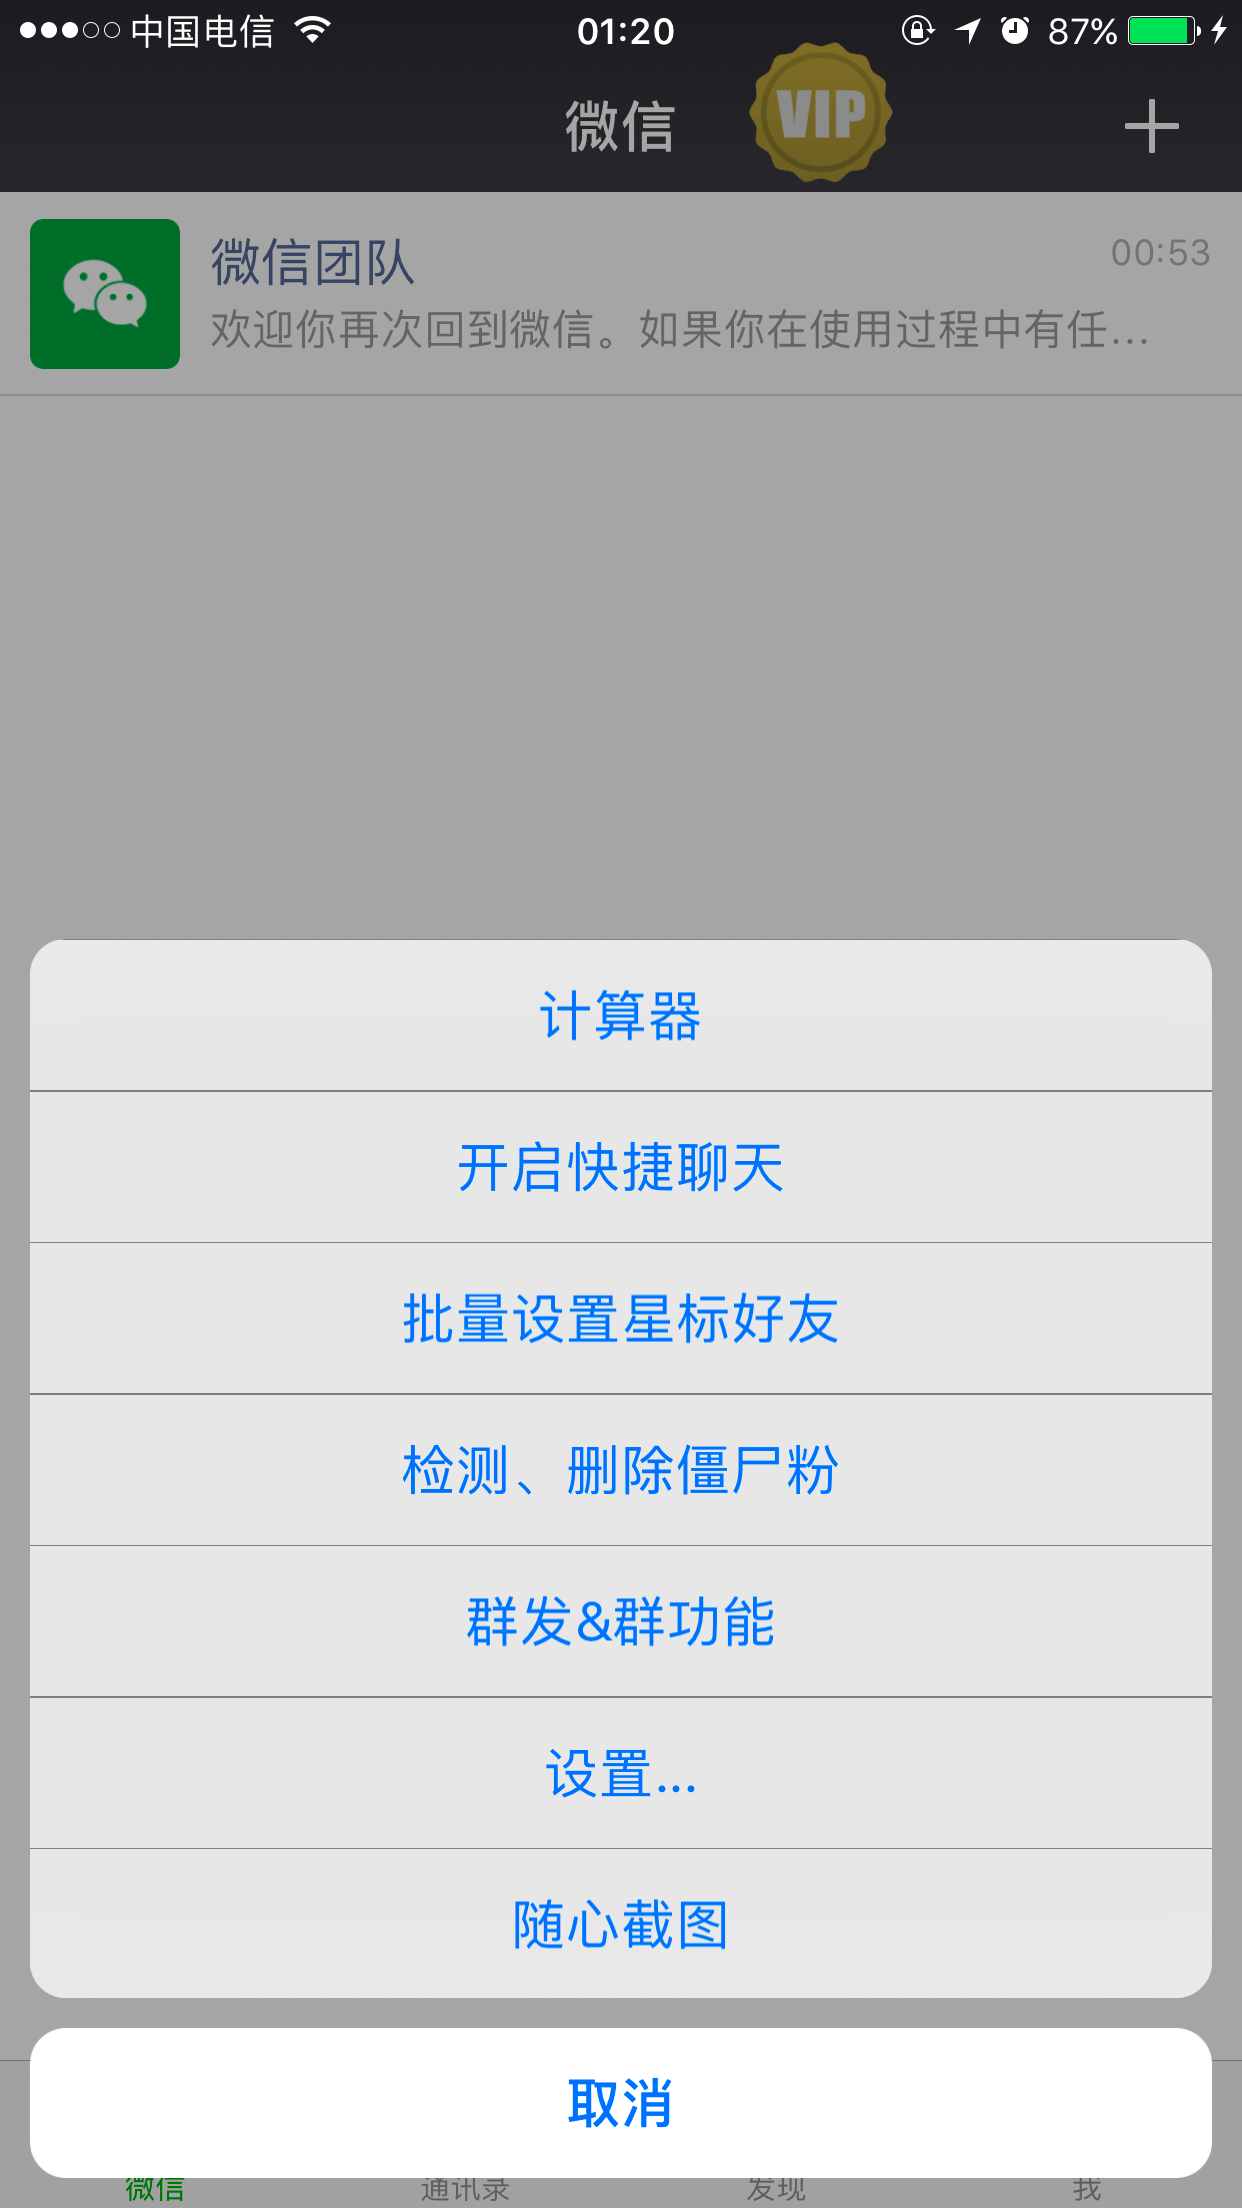 中国电信
01:20
87%
微信
VIP
微信团队
00:53
欢迎你再次回到微信。如果你在使用过程中有任...
计算器
开启快捷聊天
批量设置星标好友
检测、删除僵尸粉
群发&群功能
设置...
随心截图
取消
微信
通讯录
发现
我